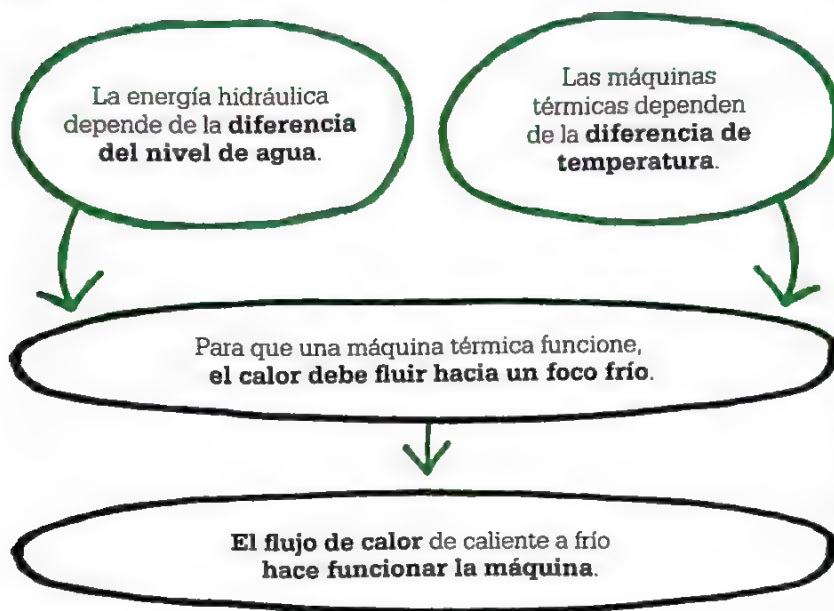 La energía hidráulica
depende de la diferencia
del nivel de agua.
Las máquinas
térmicas dependen
de la diferencia de
temperatura.
Para que una máquina térmica funcione,
el calor debe fluir hacia un foco frío.
El flujo de calor de caliente a frío
hace funcionar la máquina.